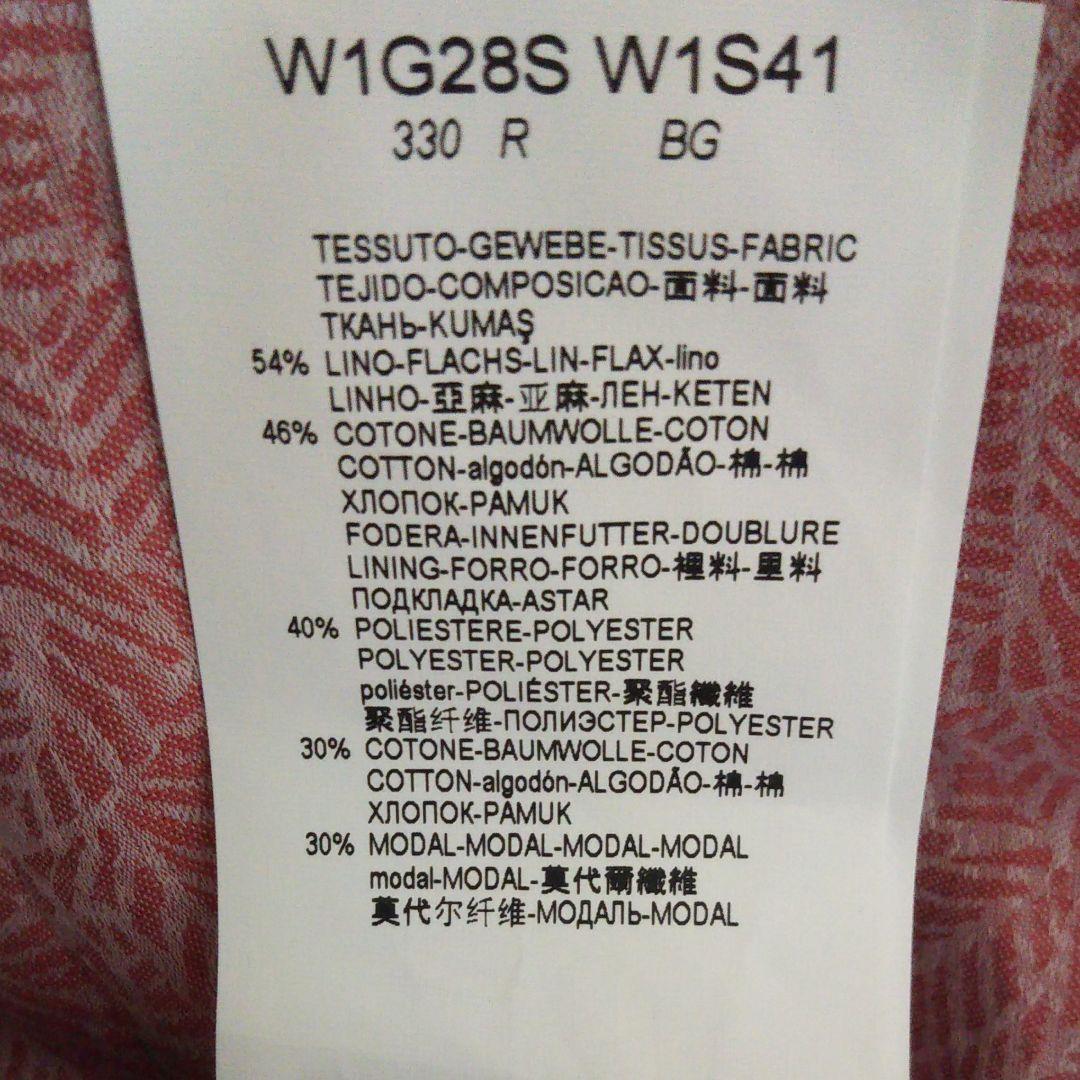 W1G28S W1S41
330 R BG
TESSUTO-GEWEBE-TISSUS-FABRIC
TEJIDO-COMPOSICAO-面料-面料
ТКАНЬ-KUMAŞ
54% LINO-FLACHS-LIN-FLAX-lino
LINHO-亞麻-亚麻-ЛЕН-KETEN
46% COTONE-BAUMWOLLE-COTON
COTTON-algodón-ALGODÃO-棉-棉
ХЛОПОК-PAMUK
FODERA-INNENFUTTER-DOUBLURE
LINING-FORRO-FORRO-裡料-里料
ПОДКЛАДКА-ASTAR
40% POLIESTERE-POLYESTER
POLYESTER-POLYESTER
poliéster-POLIÉSTER-聚酯纖維
聚酯纤维-ПОЛИЭСТЕР-POLYESTER
30% COTONE-BAUMWOLLE-COTON
COTTON-algodón-ALGODÃO-棉-棉
ХЛОПОК-PAMUK
30% MODAL-MODAL-MODAL-MODAL
modal-MODAL-莫代爾纖維
莫代尔纤维-МОДАЛЬ-MODAL